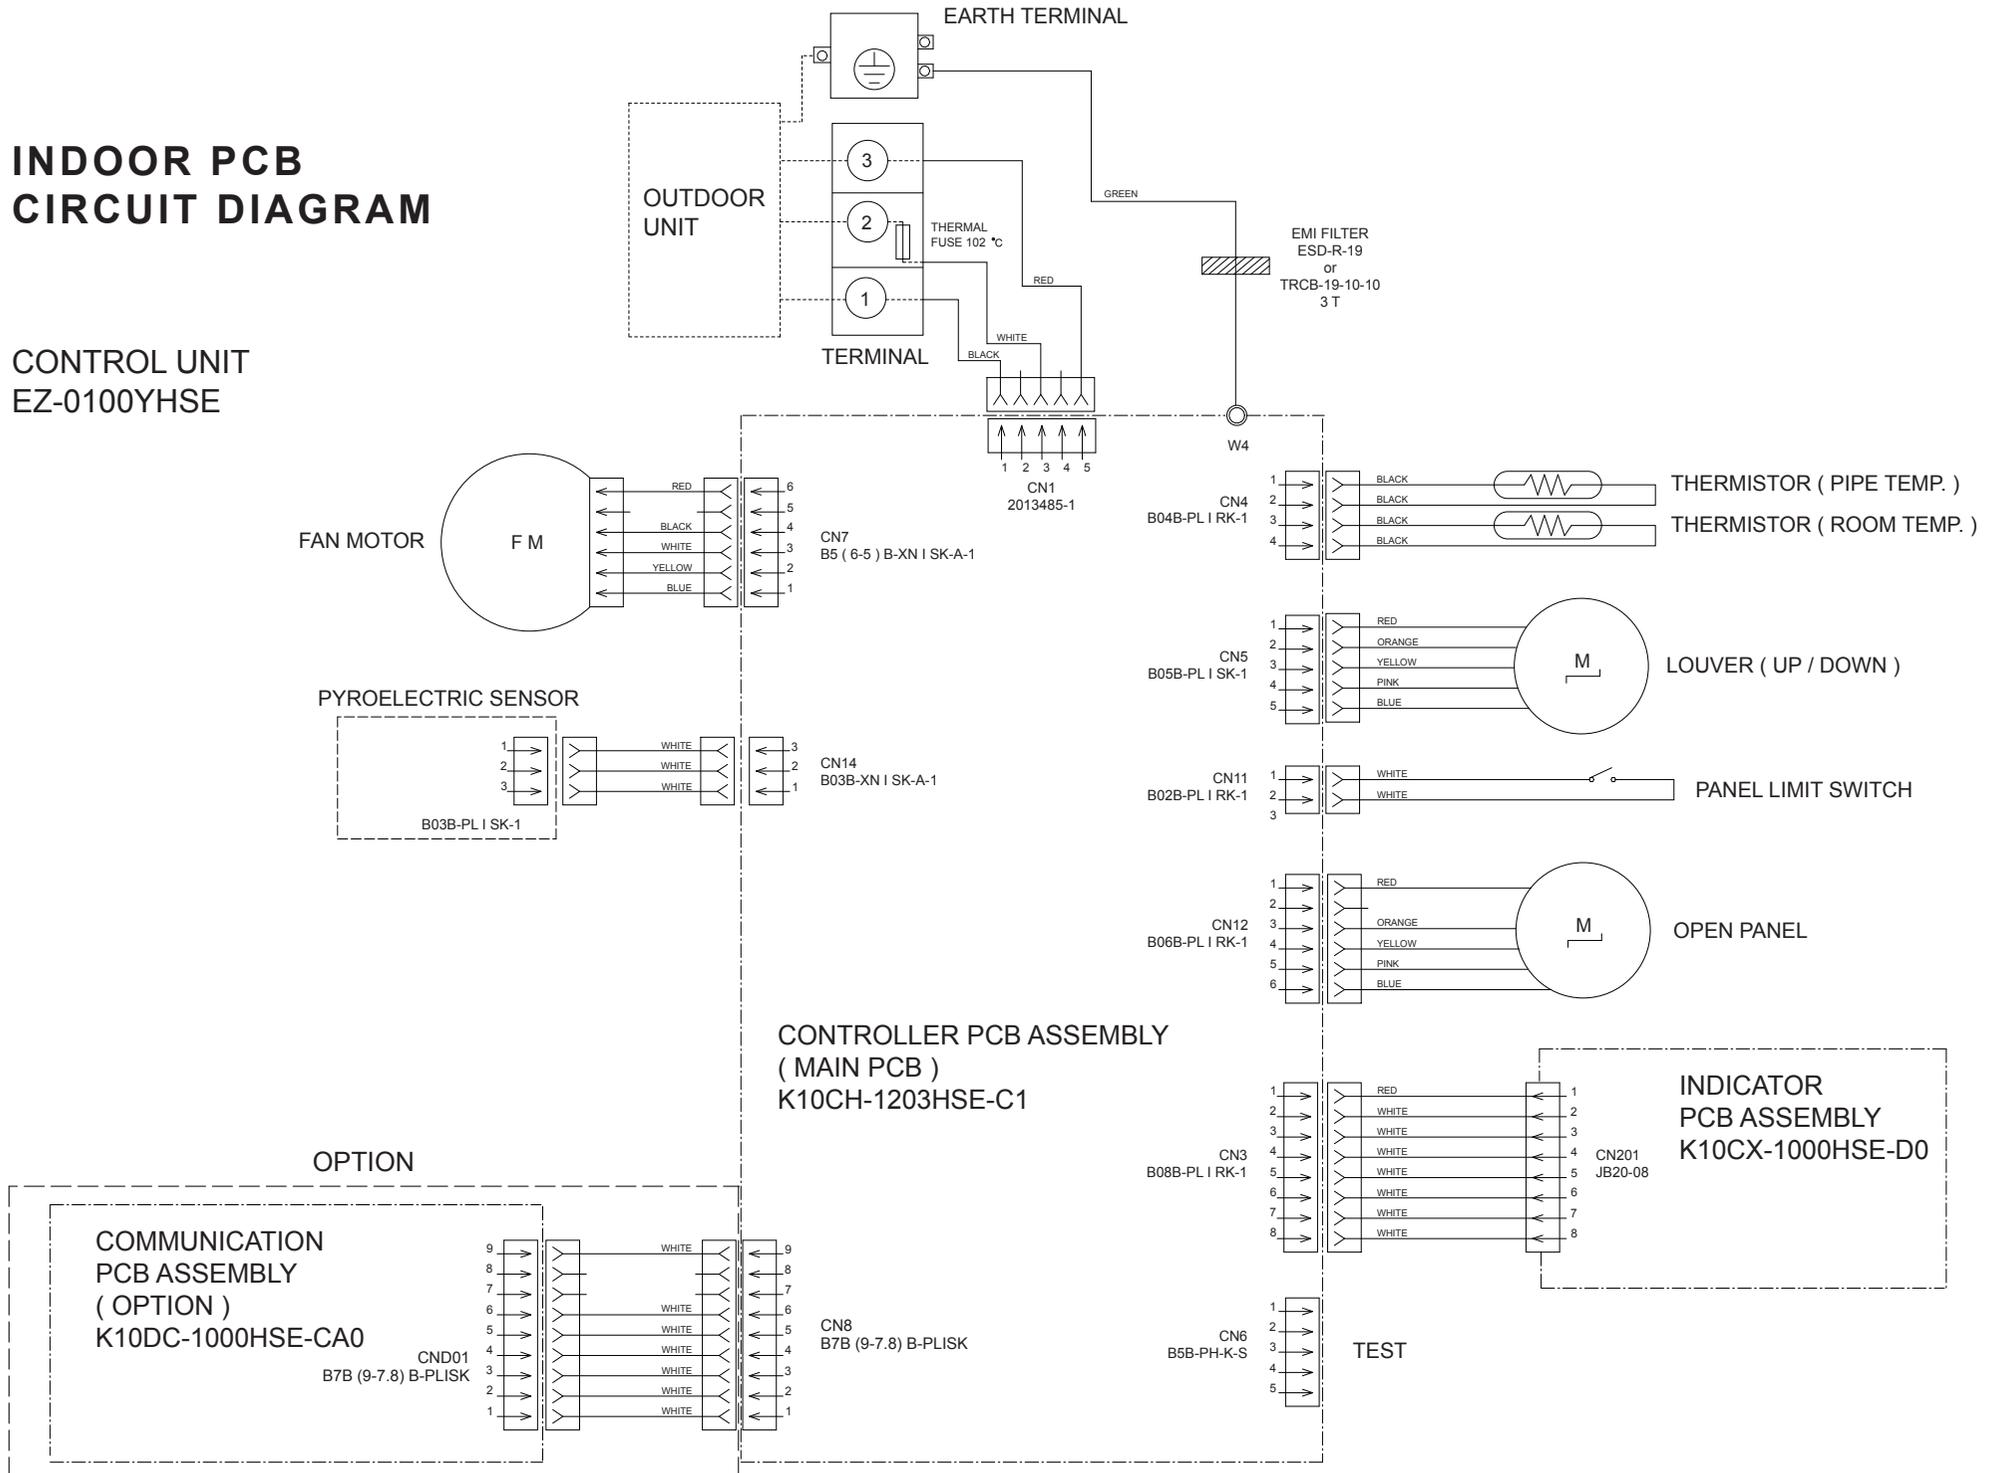 EARTH TERMINAL
INDOOR PCB
CIRCUIT DIAGRAM
OUTDOOR
UNIT
3
2
1
THERMAL
FUSE 102 °C
TERMINAL
GREEN
RED
WHITE
BLACK
EMI FILTER
ESD-R-19
or
TRCB-19-10-10
3 T
CONTROL UNIT
EZ-0100YHSE
1 2 3 4 5
CN1
2013485-1
W4
FAN MOTOR
F M
RED
BLACK
WHITE
YELLOW
BLUE
6
5
4
3
2
1
CN7
B5 ( 6-5 ) B-XN I SK-A-1
CN4
B04B-PL I RK-1
1
2
3
4
BLACK
BLACK
BLACK
BLACK
THERMISTOR ( PIPE TEMP. )
THERMISTOR ( ROOM TEMP. )
CN5
B05B-PL I SK-1
1
2
3
4
5
RED
ORANGE
YELLOW
PINK
BLUE
M
LOUVER ( UP / DOWN )
PYROELECTRIC SENSOR
1
2
3
B03B-PL I SK-1
WHITE
WHITE
WHITE
3
2
1
CN14
B03B-XN I SK-A-1
CN11
B02B-PL I RK-1
1
2
3
WHITE
WHITE
PANEL LIMIT SWITCH
CN12
B06B-PL I RK-1
1
2
3
4
5
6
RED
ORANGE
YELLOW
PINK
BLUE
M
OPEN PANEL
CONTROLLER PCB ASSEMBLY
( MAIN PCB )
K10CH-1203HSE-C1
CN3
B08B-PL I RK-1
1
2
3
4
5
6
7
8
RED
WHITE
WHITE
WHITE
WHITE
WHITE
WHITE
WHITE
1
2
3
4
5
6
7
8
CN201
JB20-08
INDICATOR
PCB ASSEMBLY
K10CX-1000HSE-D0
OPTION
COMMUNICATION
PCB ASSEMBLY
( OPTION )
K10DC-1000HSE-CA0
CND01
B7B (9-7.8) B-PLISK
9
8
7
6
5
4
3
2
1
WHITE
WHITE
WHITE
WHITE
WHITE
WHITE
WHITE
9
8
7
6
5
4
3
2
1
CN8
B7B (9-7.8) B-PLISK
CN6
B5B-PH-K-S
1
2
3
4
5
TEST